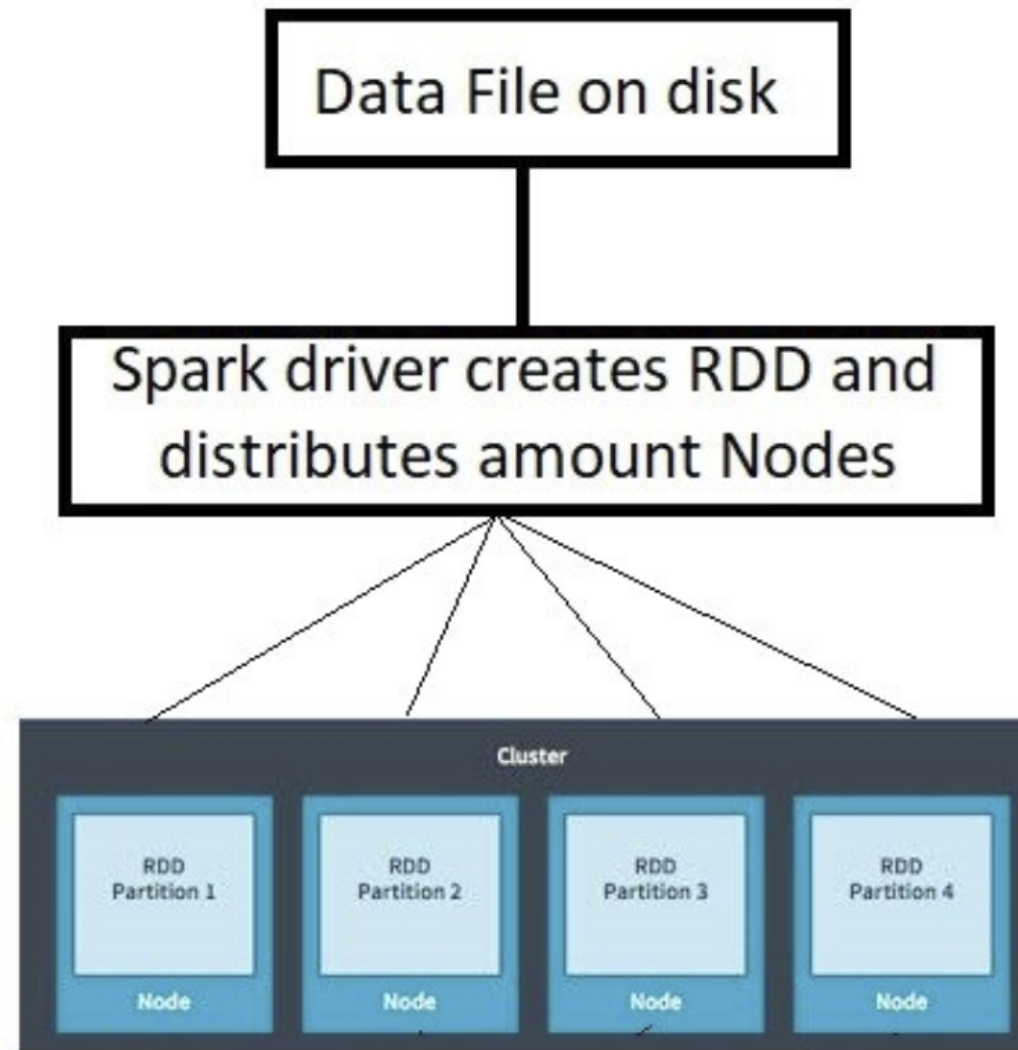 Data File on disk
Spark driver creates RDD and
distributes amount Nodes
Cluster
RDD
Partition 1
Node
RDD
Partition 2
Node
RDD
Partition 3
Node
RDD
Partition 4
Node